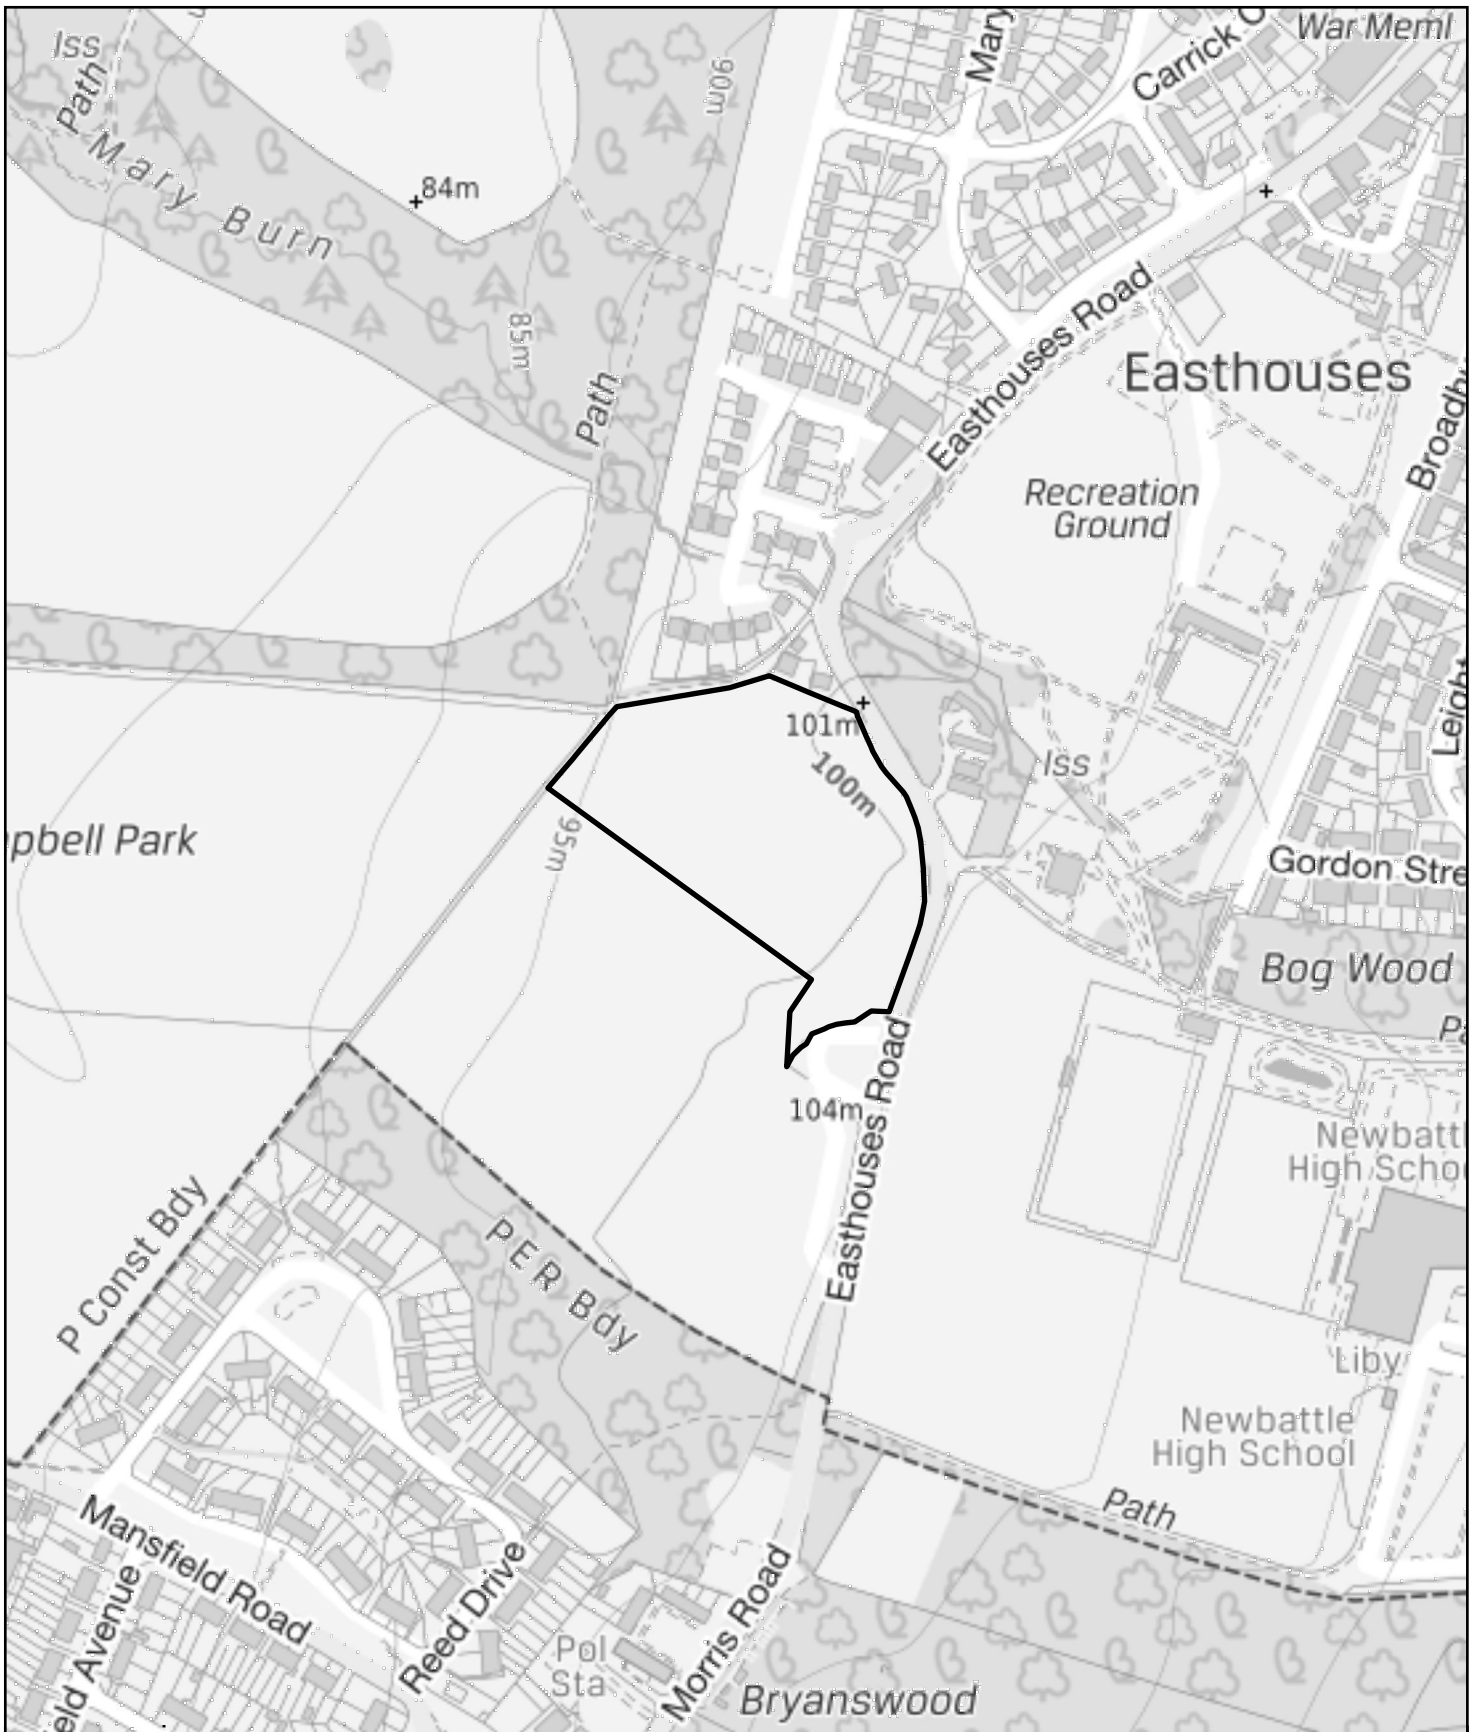 Iss
Path
Mary Burn
84m
90m
Mary
Carrick
War Meml
85m
Path
Easthouses Road
Easthouses
Recreation
Ground
101m
100m
Iss
pbell Park
95m
Gordon Stre
Bog Wood
104m
Easthouses Road
Newbattl
High Schoo
P Const Bdy
PER Bdy
Liby
Newbattle
High School
Path
Mansfield Road
eld Avenue
Reed Drive
Pol
Sta
Morris Road
Bryanswood